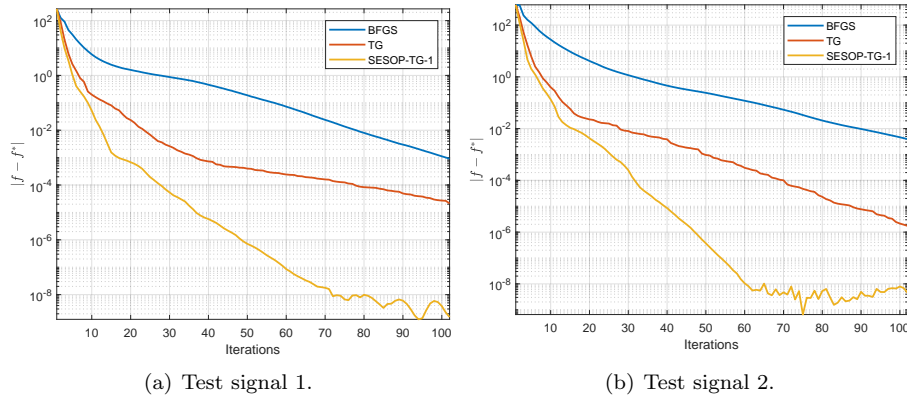 10^2
10^0
10^-2
10^-4
10^-6
10^-8
|f − f*|
BFGS
TG
SESOP-TG-1
10 20 30 40 50 60 70 80 90 100
Iterations
(a) Test signal 1.
10^2
10^0
10^-2
10^-4
10^-6
10^-8
|f − f*|
BFGS
TG
SESOP-TG-1
10 20 30 40 50 60 70 80 90 100
Iterations
(b) Test signal 2.